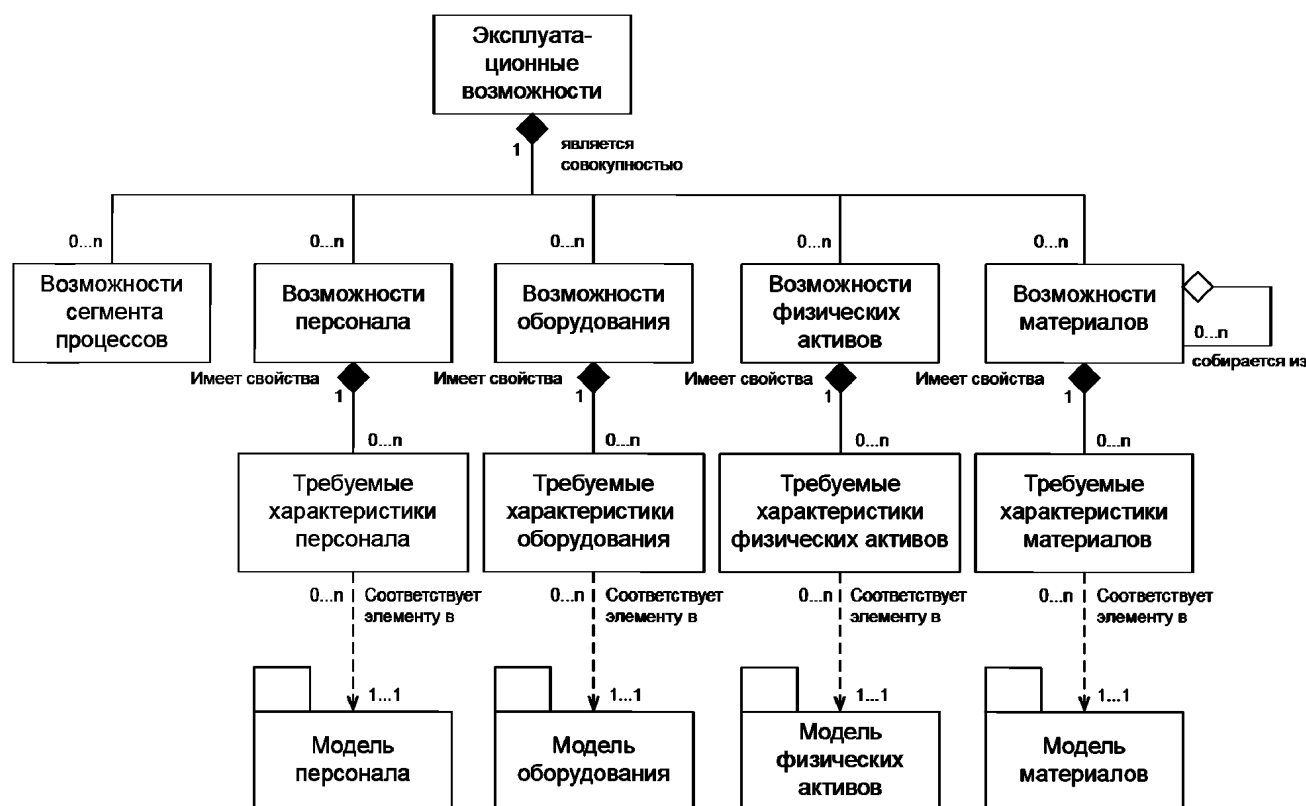 Эксплуата-
ционные
возможности
1
является
совокупностью
0...n
0...n
0...n
0...n
0...n
Возможности
сегмента
процессов
Возможности
персонала
Возможности
оборудования
Возможности
физических
активов
Возможности
материалов
0...n
собирается из
Имеет свойства
1
Имеет свойства
1
Имеет свойства
1
Имеет свойства
1
0...n
0...n
0...n
0...n
Требуемые
характеристики
персонала
Требуемые
характеристики
оборудования
Требуемые
характеристики
физических активов
Требуемые
характеристики
материалов
0...n
Соответствует
элементу в
0...n
Соответствует
элементу в
0...n
Соответствует
элементу в
0...n
Соответствует
элементу в
1...1
1...1
1...1
1...1
Модель
персонала
Модель
оборудования
Модель
физических
активов
Модель
материалов